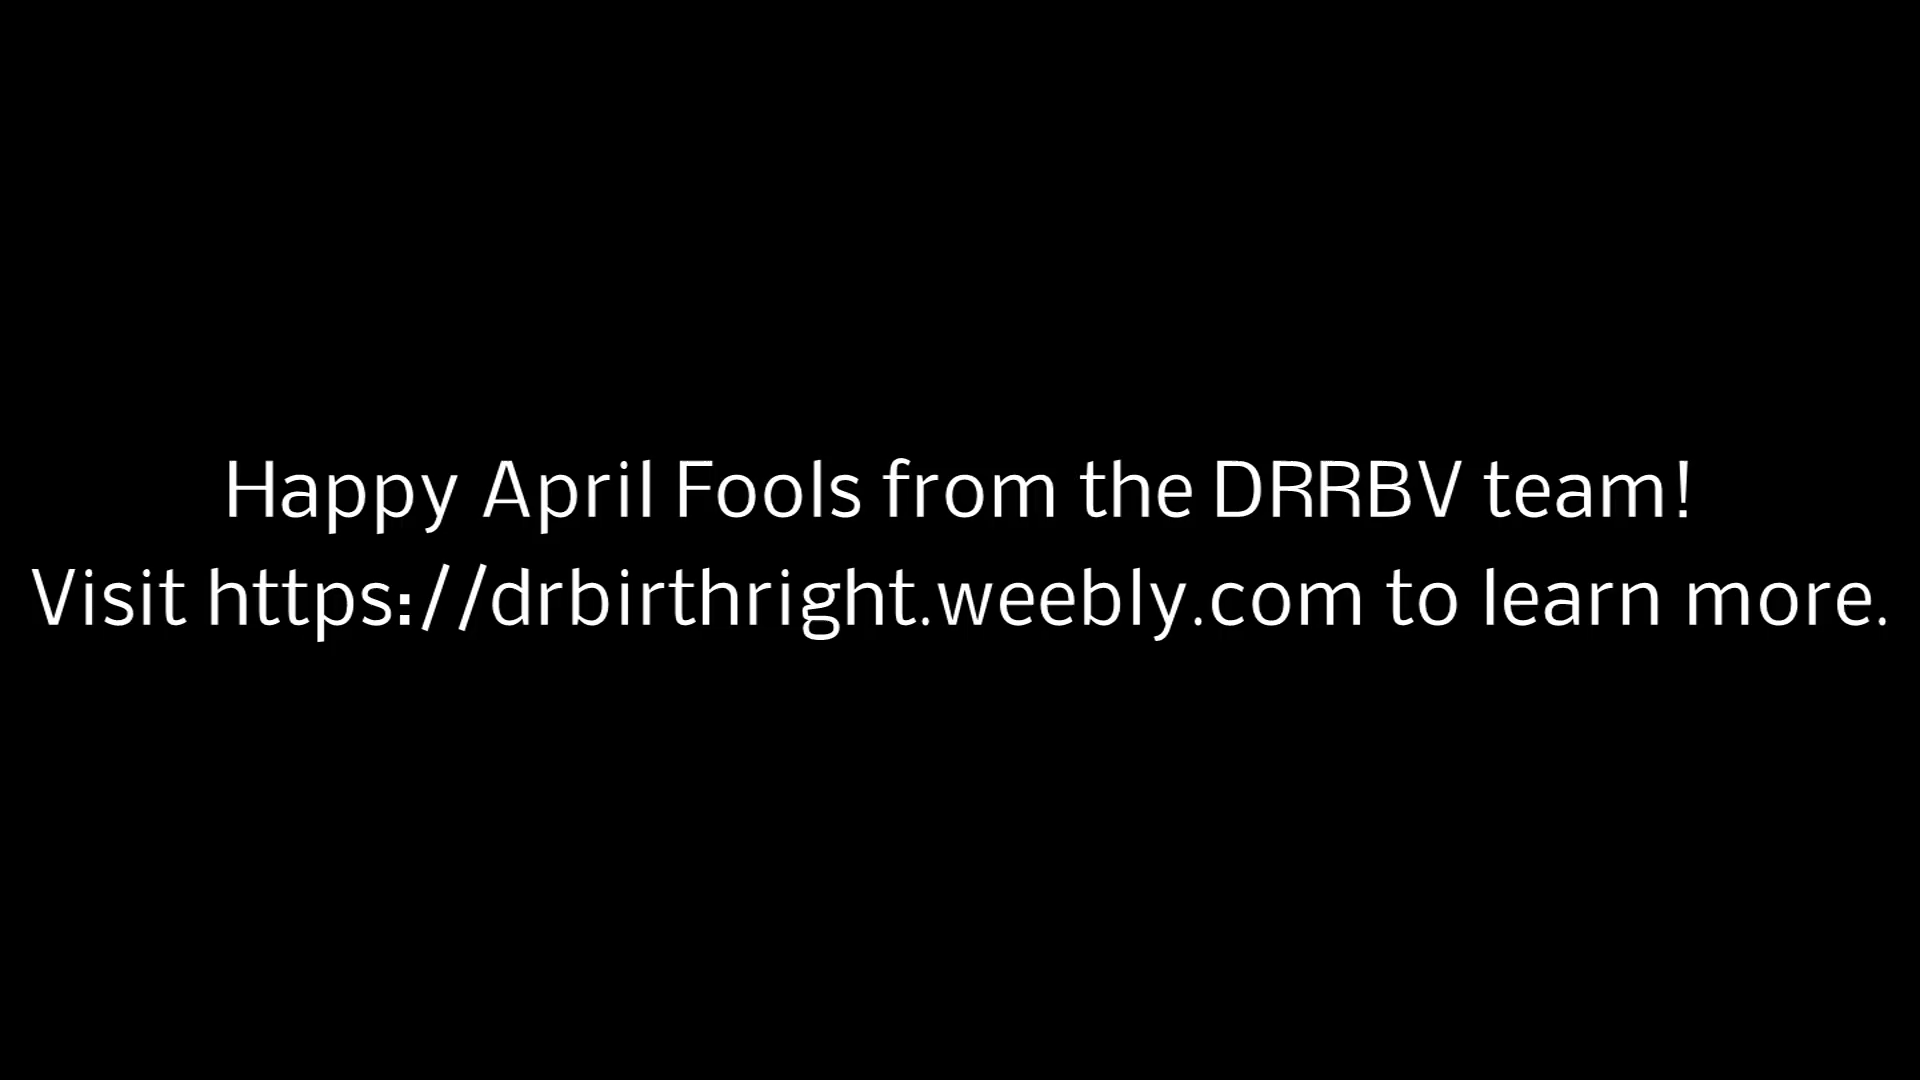 Happy April Fools from the DRRBV team!
Visit https://drbirthright.weebly.com to learn more.